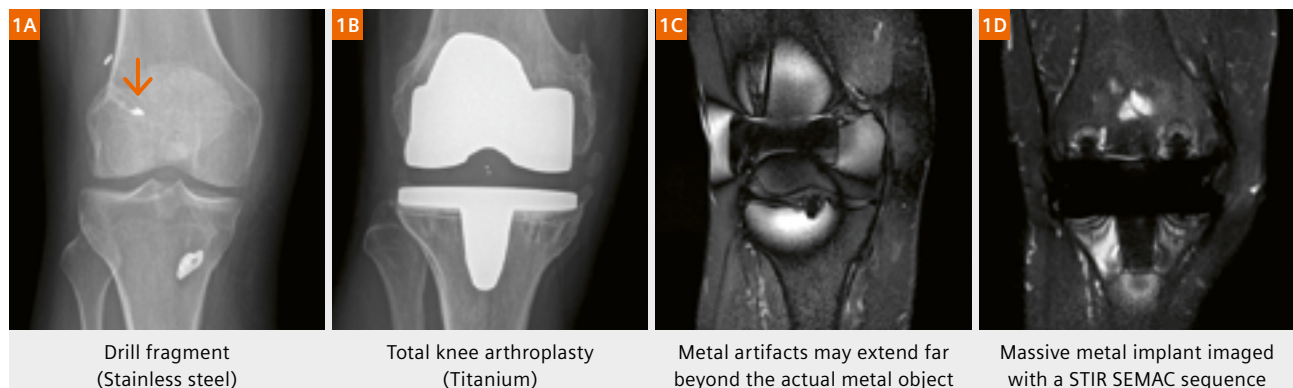 1A
1B
1C
1D
Drill fragment
(Stainless steel)
Total knee arthroplasty
(Titanium)
Metal artifacts may extend far
beyond the actual metal object
Massive metal implant imaged
with a STIR SEMAC sequence